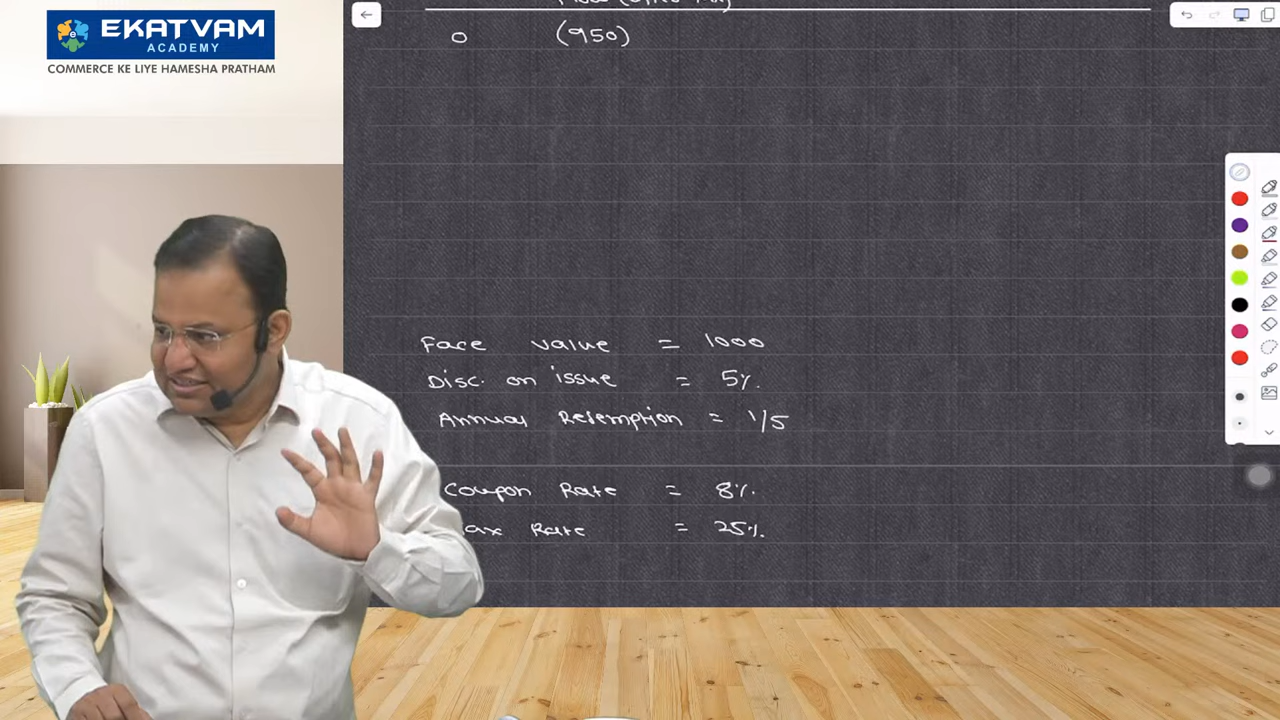 EKATVAM
ACADEMY
COMMERCE KE LIYE HAMESHA PRATHAM
0 (950)
Face value = 1000
Disc. on issue = 5%.
Annual Redemption = 1/5
Coupon Rate = 8%.
Rate = 25%.